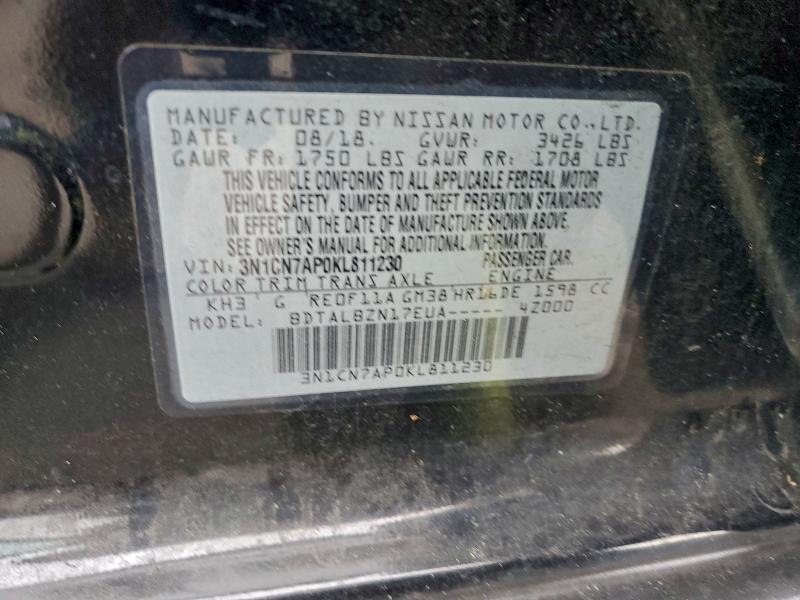 MANUFACTURED BY NISSAN MOTOR CO.,LTD.
DATE: 08/18. GVWR: 3426 LBS
GAWR FR: 1750 LBS GAWR RR: 1708 LBS
THIS VEHICLE CONFORMS TO ALL APPLICABLE FEDERAL MOTOR
VEHICLE SAFETY, BUMPER AND THEFT PREVENTION STANDARDS
IN EFFECT ON THE DATE OF MANUFACTURE SHOWN ABOVE,
SEE OWNER'S MANUAL FOR ADDITIONAL INFORMATION.
VIN: 3N1CN7AP0KL811230 PASSENGER CAR.
COLOR TRIM TRANS AXLE ENGINE
KH3 G RE0F11A GM38 HR16DE 1598 CC
MODEL: BDTALBZN17EUA----- 4Z000
3N1CN7AP0KL811230